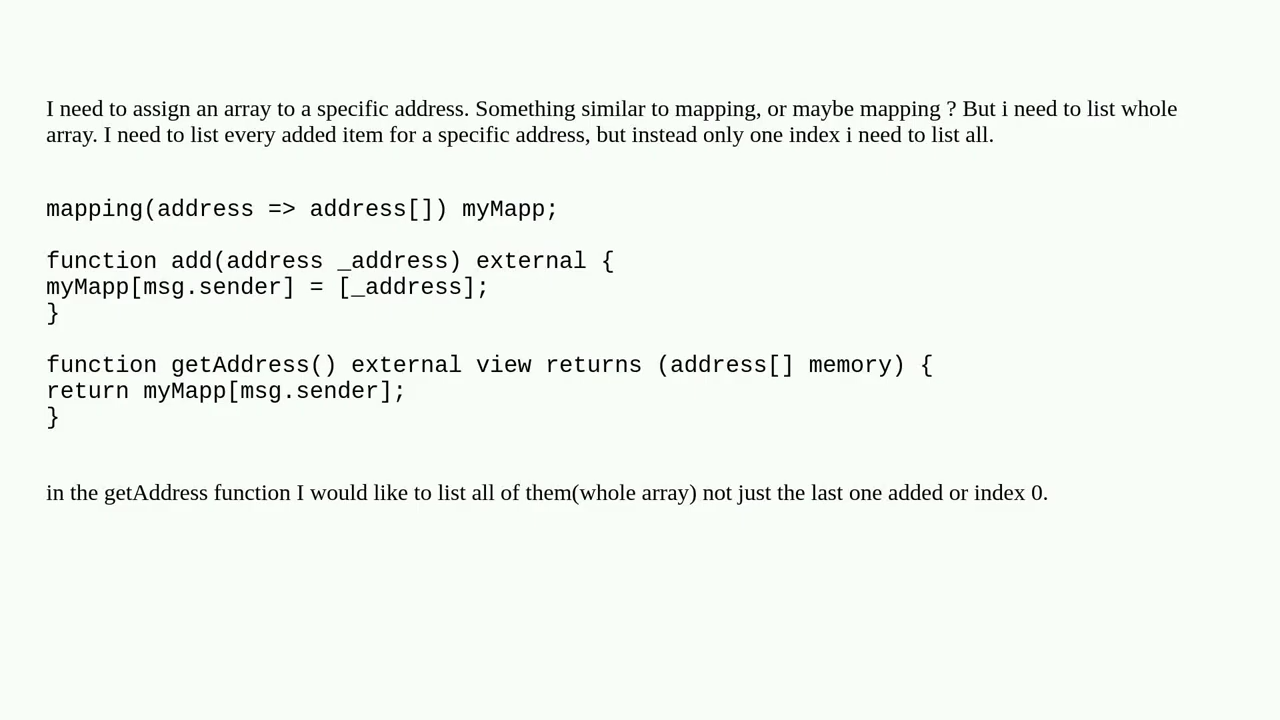 I need to assign an array to a specific address. Something similar to mapping, or maybe mapping ? But i need to list whole
array. I need to list every added item for a specific address, but instead only one index i need to list all.
mapping(address => address[]) myMapp;
function add(address _address) external {
myMapp[msg.sender] = [_address];
}
function getAddress() external view returns (address[] memory) {
return myMapp[msg.sender];
}
in the getAddress function I would like to list all of them(whole array) not just the last one added or index 0.